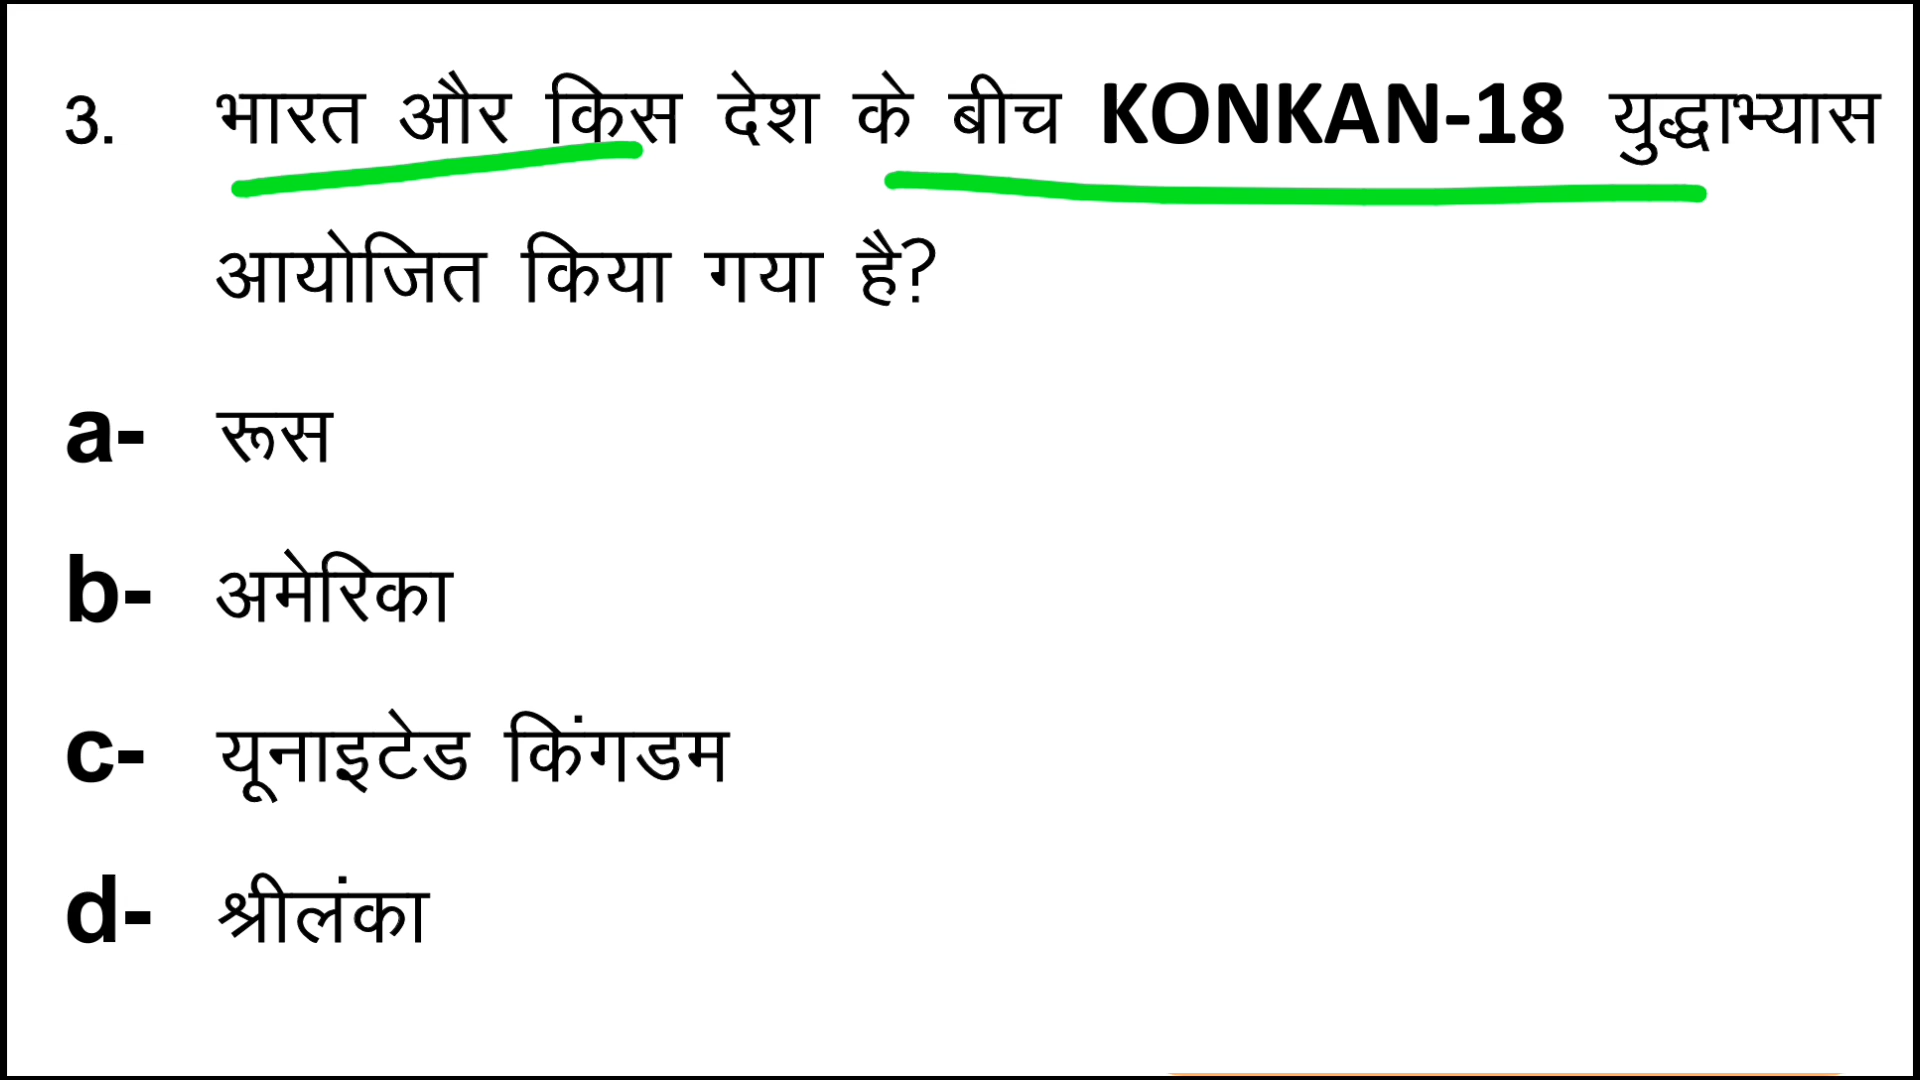 3. भारत और किस देश के बीच KONKAN-18 युद्धाभ्यास
आयोजित किया गया है?
a- रूस
b- अमेरिका
c- यूनाइटेड किंगडम
d- श्रीलंका